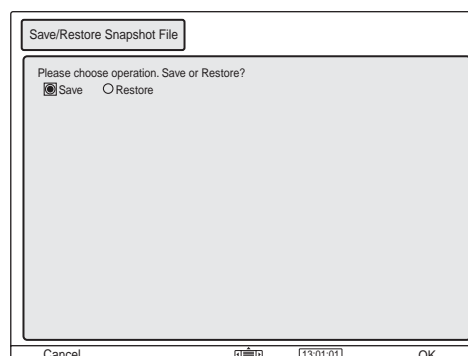 Save/Restore Snapshot File
Please choose operation. Save or Restore?
Save Restore
Cancel 13:01:01 OK